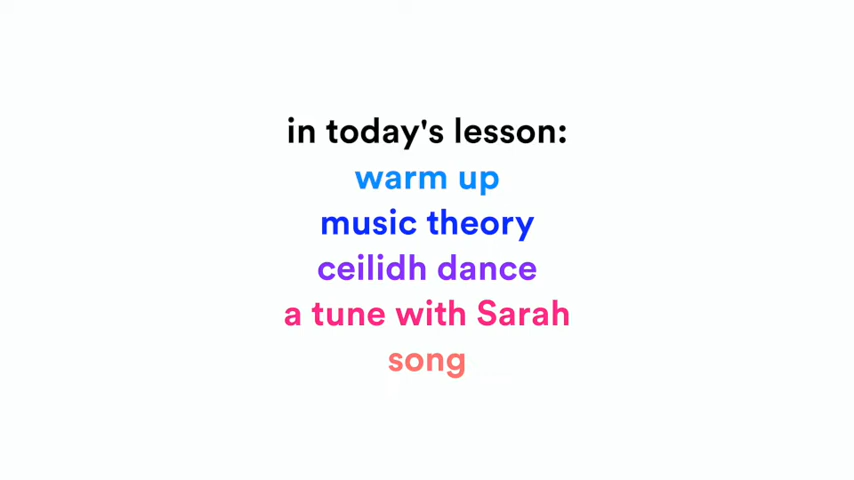 in today's lesson:
warm up
music theory
ceilidh dance
a tune with Sarah
song